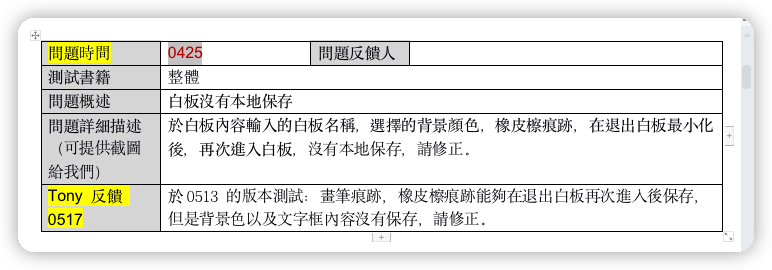 問題時間 0425 問題反饋人
測試書籍 整體
問題概述 白板沒有本地保存
問題詳細描述
（可提供截圖
給我們）
於白板內容輸入的白板名稱，選擇的背景顏色，橡皮檫痕跡，在退出白板最小化
後，再次進入白板，沒有本地保存，請修正。
Tony 反饋
0517
於 0513 的版本測試：畫筆痕跡，橡皮檫痕跡能夠在退出白板再次進入後保存，
但是背景色以及文字框內容沒有保存，請修正。